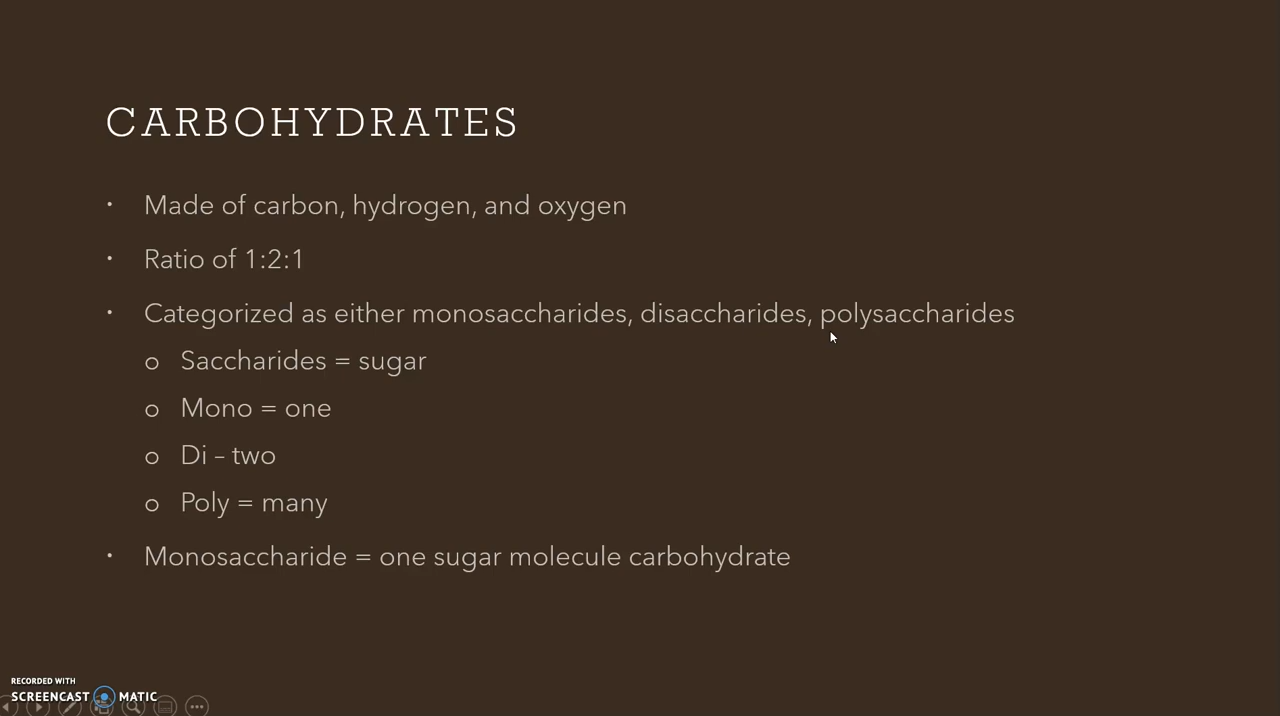 CARBOHYDRATES
• Made of carbon, hydrogen, and oxygen
• Ratio of 1:2:1
• Categorized as either monosaccharides, disaccharides, polysaccharides
o Saccharides = sugar
o Mono = one
o Di – two
o Poly = many
• Monosaccharide = one sugar molecule carbohydrate
RECORDED WITH
SCREENCAST MATIC